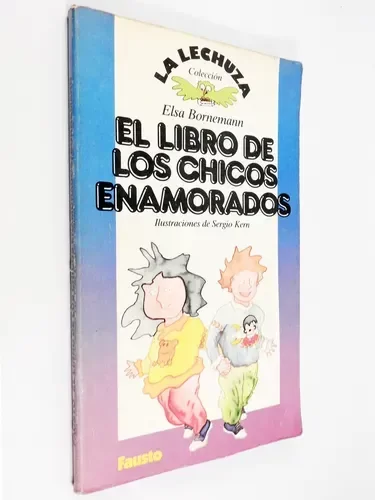 LA LECHUZA
Colección
Elsa Bornemann
EL LIBRO DE
LOS CHICOS
ENAMORADOS
Ilustraciones de Sergio Kern
Fausto